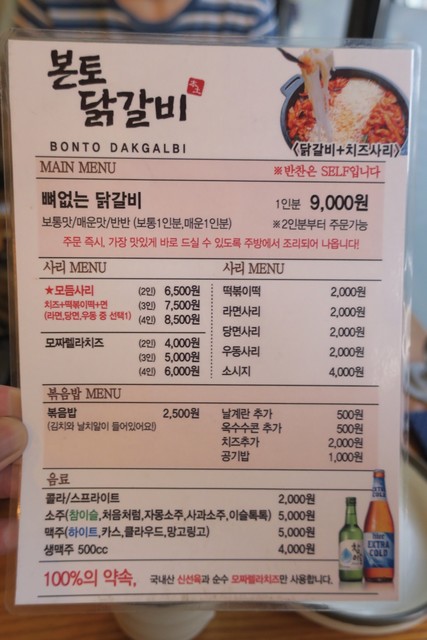 본토
닭갈비
BONTO DAKGALBI
<닭갈비+치즈사리>
MAIN MENU
※반찬은 SELF입니다
뼈없는 닭갈비 1인분 9,000원
보통맛/매운맛/반반 (보통1인분,매운1인분) ※2인분부터 주문가능
주문 즉시, 가장 맛있게 바로 드실 수 있도록 주방에서 조리되어 나옵니다!
사리 MENU
★모듬사리 (2인) 6,500원
치즈+떡볶이떡+면 (3인) 7,500원
(라면,당면,우동 중 선택1) (4인) 8,500원
모짜렐라치즈 (2인) 4,000원
(3인) 5,000원
(4인) 6,000원
사리 MENU
떡볶이떡 2,000원
라면사리 2,000원
당면사리 2,000원
우동사리 2,000원
소시지 4,000원
볶음밥 MENU
볶음밥 2,500원
(김치와 날치알이 들어있어요!)
날계란 추가 500원
옥수수콘 추가 500원
치즈추가 2,000원
공기밥 1,000원
음료
콜라/스프라이트 2,000원
소주(참이슬,처음처럼,자몽소주,사과소주,이슬톡톡) 5,000원
맥주(하이트,카스,클라우드,망고링고) 5,000원
생맥주 500cc 4,000원
EXTRA
COLD
100%의 약속, 국내산 신선육과 순수 모짜렐라치즈만 사용합니다.